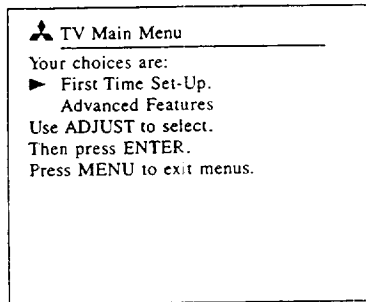 TV Main Menu
Your choices are:
► First Time Set-Up.
Advanced Features
Use ADJUST to select.
Then press ENTER.
Press MENU to exit menus.